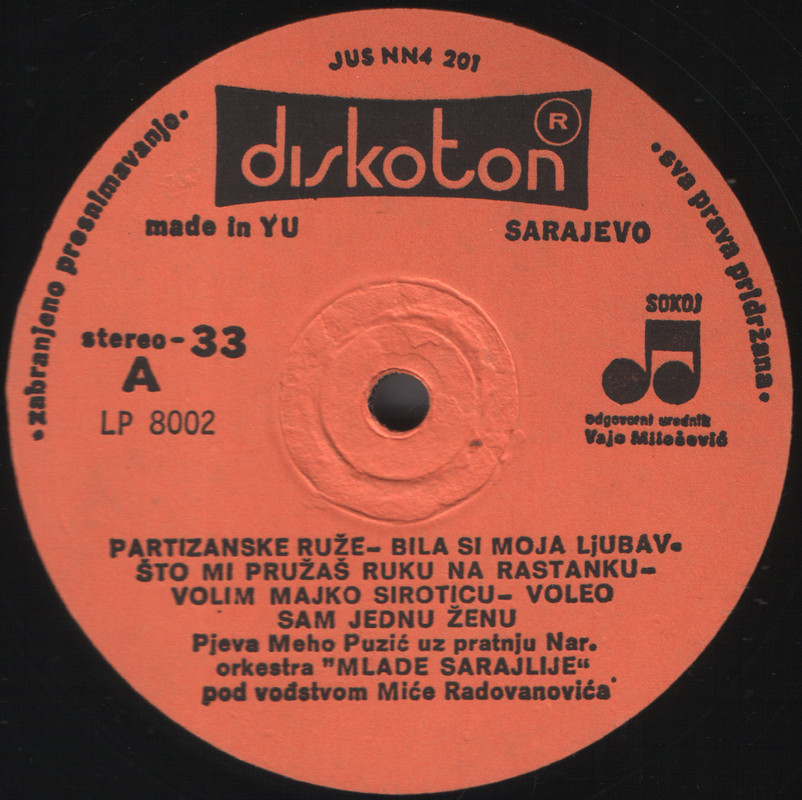 JUS NN4 201
diskoton ®
•zabranjeno presnimavanje•
•sva prava pridržana•
made in YU
SARAJEVO
SOKOJ
stereo-33
A
LP 8002
odgovorni urednik
Vajo Milošević
PARTIZANSKE RUŽE– BILA SI MOJA LjUBAV•
ŠTO MI PRUŽAŠ RUKU NA RASTANKU–
VOLIM MAJKO SIROTICU– VOLEO
SAM JEDNU ŽENU
Pjeva Meho Puzić uz pratnju Nar.
orkestra "MLADE SARAJLIJE“
pod vođstvom Miće Radovanovića